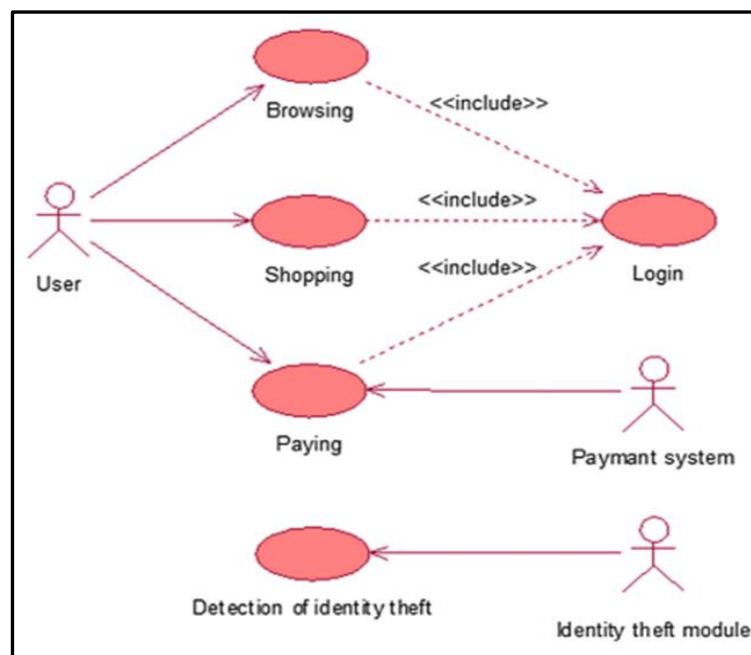 Browsing
<<include>>
User
Shopping
<<include>>
Login
<<include>>
Paying
Paymant system
Detection of identity theft
Identity theft module